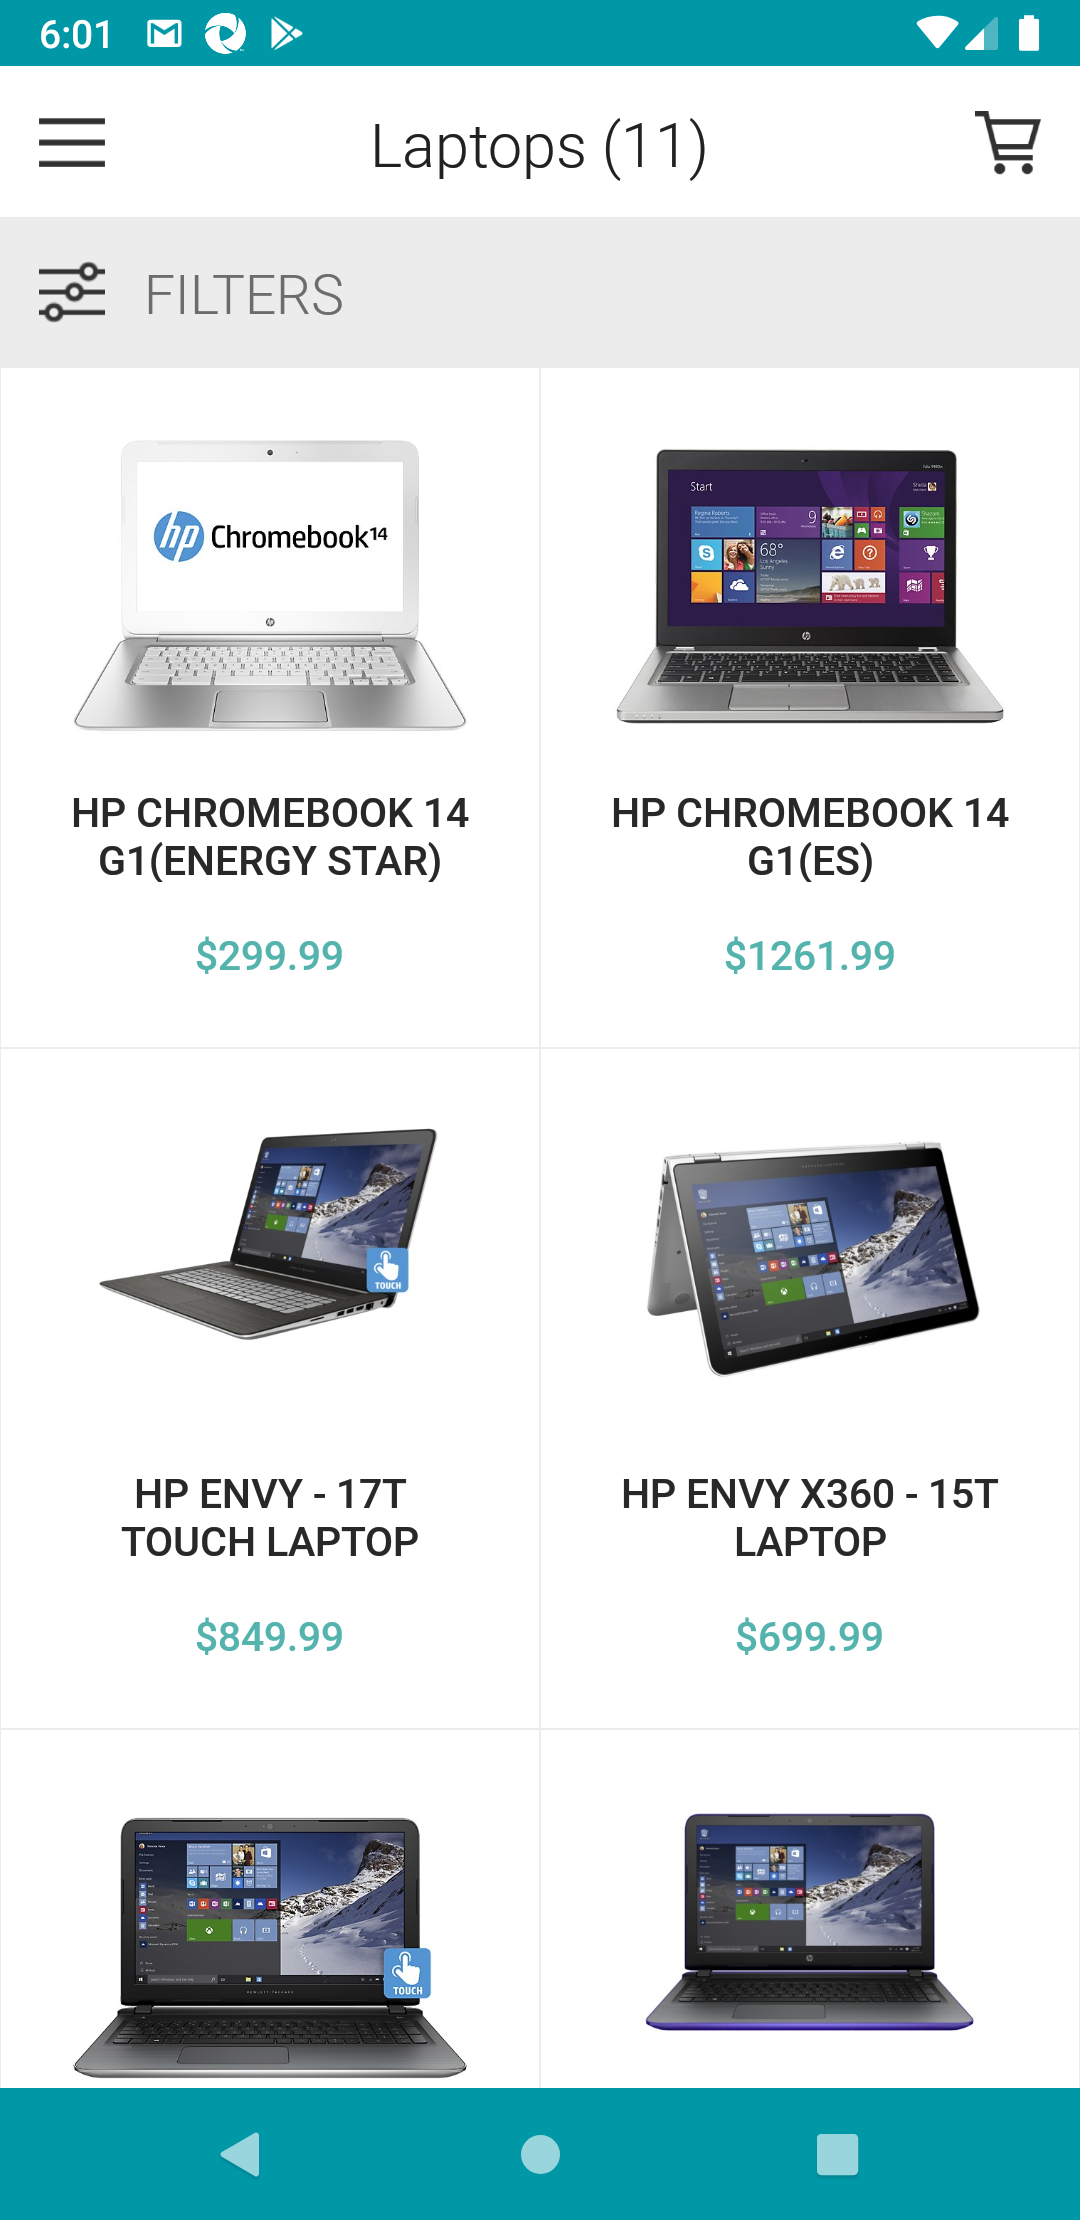 6:01
Laptops (11)
FILTERS
hp Chromebook14
Start
HP CHROMEBOOK 14
G1(ENERGY STAR)
$299.99
HP CHROMEBOOK 14
G1(ES)
$1261.99
TOUCH
HP ENVY - 17T
TOUCH LAPTOP
$849.99
HP ENVY X360 - 15T
LAPTOP
$699.99
TOUCH